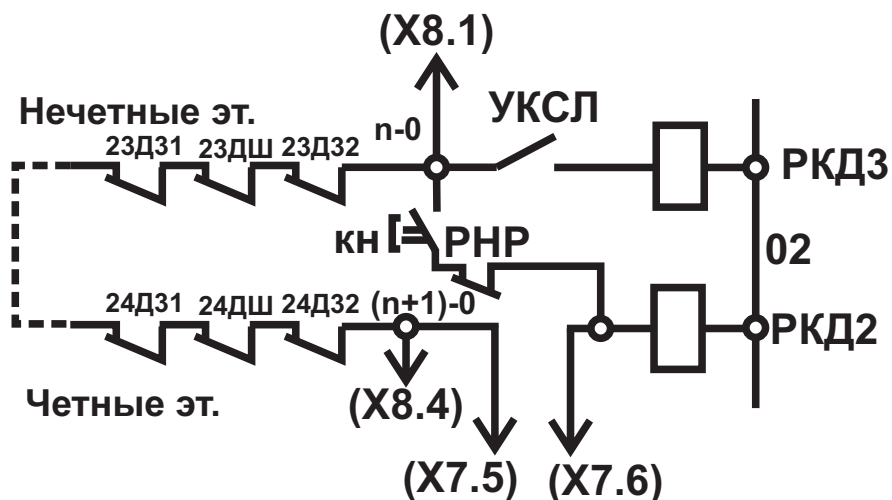 (X8.1)
Нечетные эт.
n-0
УКСЛ
23Д31 23ДШ 23Д32
РКД3
кн РНР
02
24Д31 24ДШ 24Д32 (n+1)-0
РКД2
Четные эт.
(X8.4)
(X7.5) (X7.6)